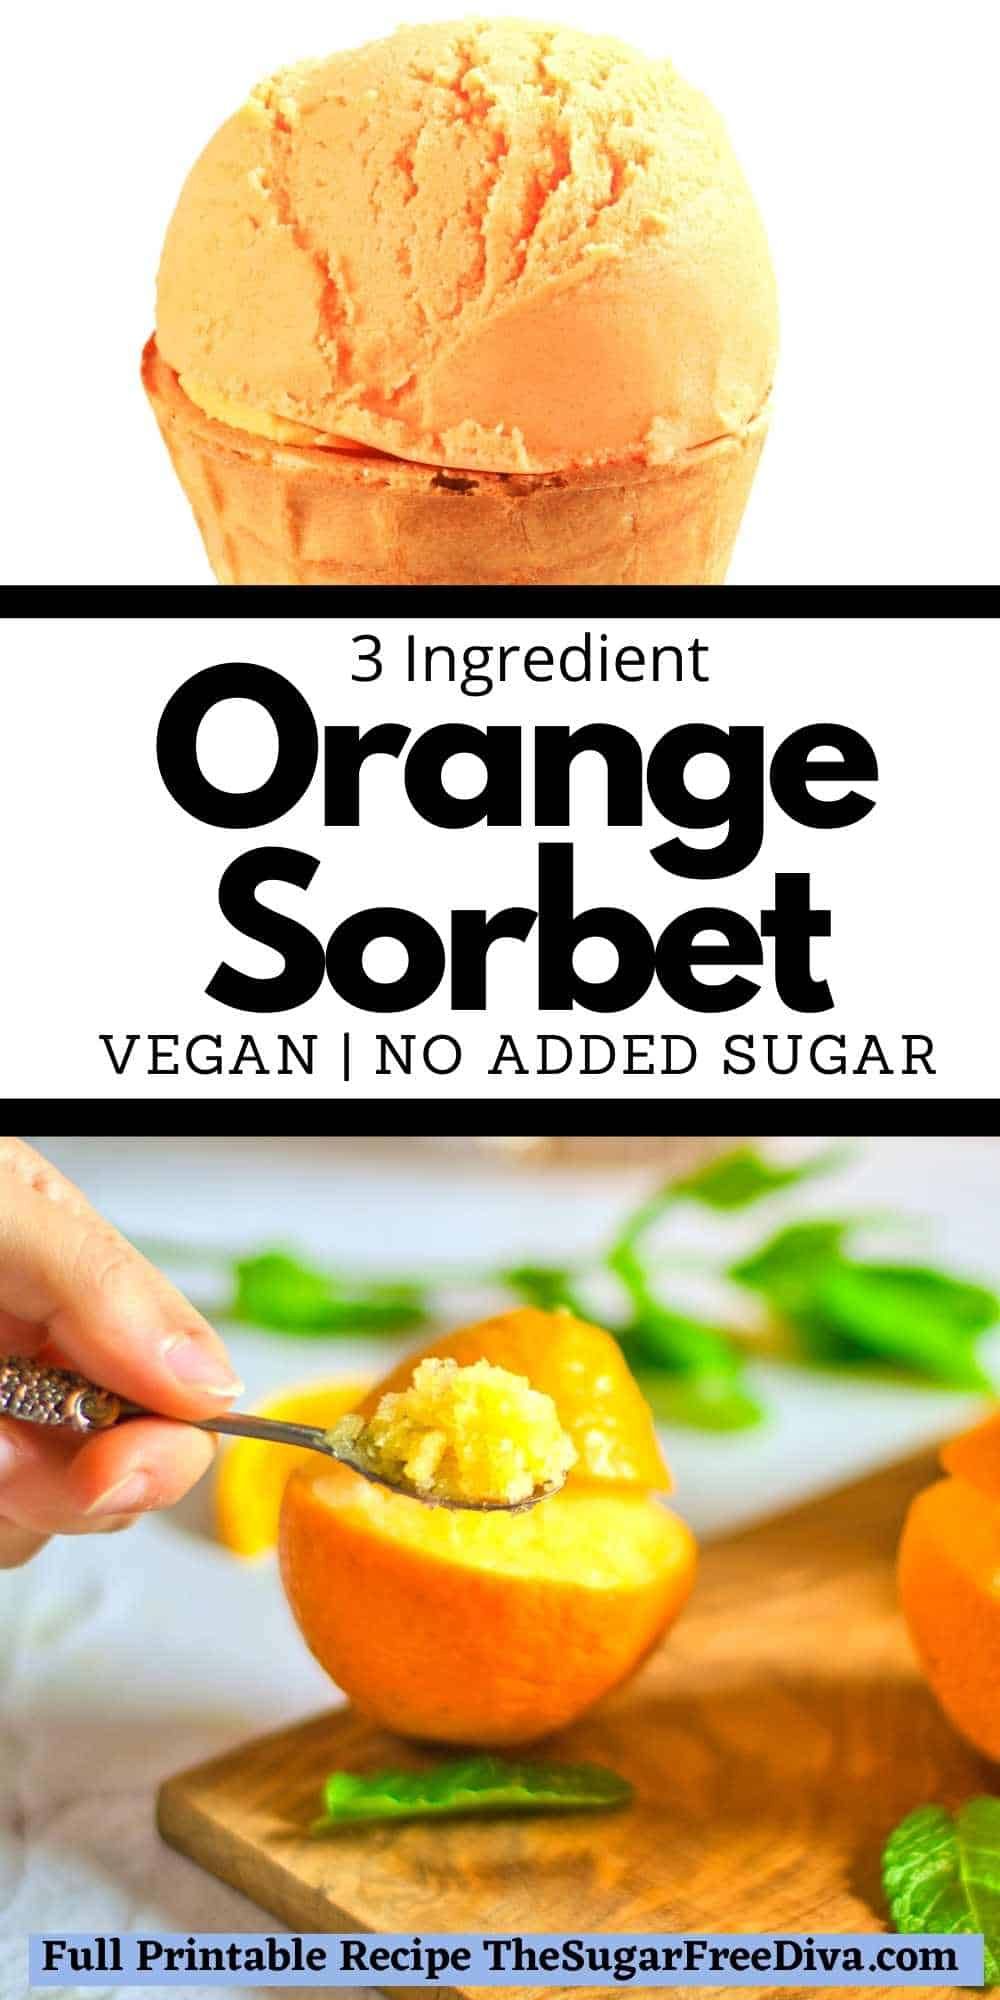 3 Ingredient
Orange
Sorbet
VEGAN | NO ADDED SUGAR
Full Printable Recipe TheSugarFreeDiva.com